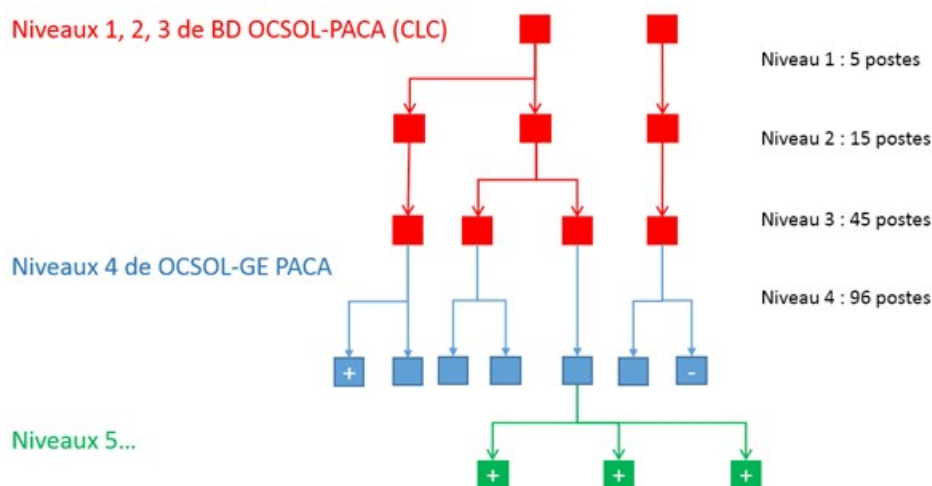 Niveaux 1, 2, 3 de BD OCSOL-PACA (CLC)
Niveau 1 : 5 postes
Niveau 2 : 15 postes
Niveau 3 : 45 postes
Niveaux 4 de OCSOL-GE PACA
Niveau 4 : 96 postes
+
-
Niveaux 5...
+
+
+